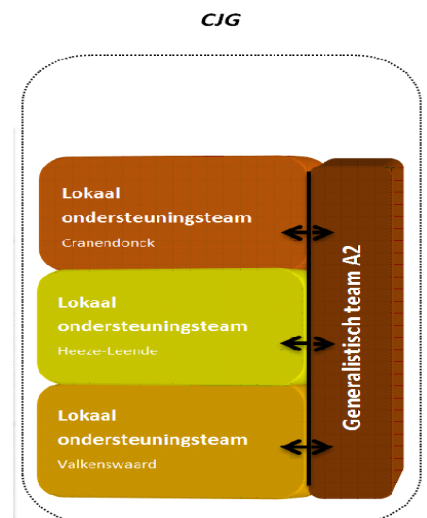 CJG
Lokaal
ondersteuningsteam
Cranendonck
Lokaal
ondersteuningsteam
Heeze-Leende
Lokaal
ondersteuningsteam
Valkenswaard
Generalistisch team A2